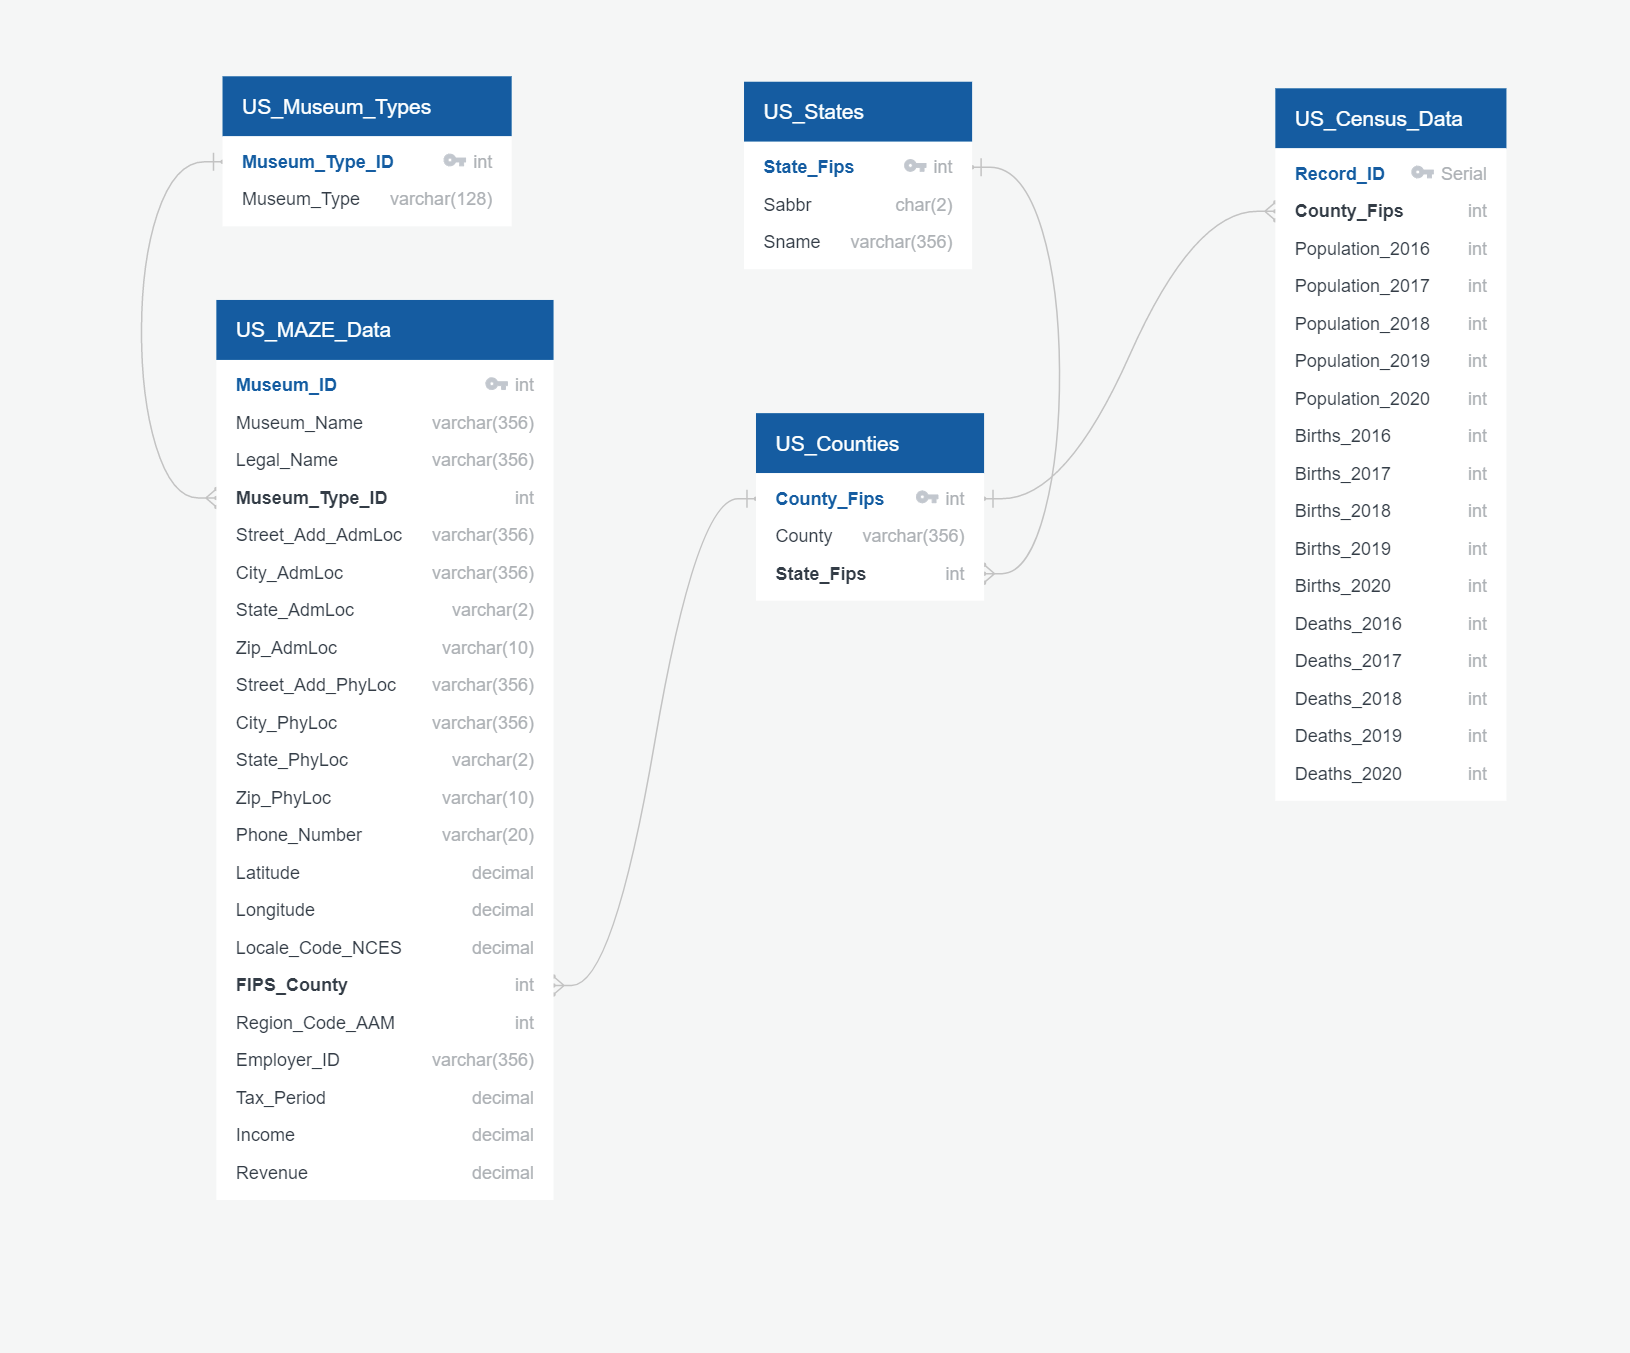 US_Museum_Types
Museum_Type_ID int
Museum_Type varchar(128)
US_MAZE_Data
Museum_ID int
Museum_Name varchar(356)
Legal_Name varchar(356)
Museum_Type_ID int
Street_Add_AdmLoc varchar(356)
City_AdmLoc varchar(356)
State_AdmLoc varchar(2)
Zip_AdmLoc varchar(10)
Street_Add_PhyLoc varchar(356)
City_PhyLoc varchar(356)
State_PhyLoc varchar(2)
Zip_PhyLoc varchar(10)
Phone_Number varchar(20)
Latitude decimal
Longitude decimal
Locale_Code_NCES decimal
FIPS_County int
Region_Code_AAM int
Employer_ID varchar(356)
Tax_Period decimal
Income decimal
Revenue decimal
US_States
State_Fips int
Sabbr char(2)
Sname varchar(356)
US_Counties
County_Fips int
County varchar(356)
State_Fips int
US_Census_Data
Record_ID Serial
County_Fips int
Population_2016 int
Population_2017 int
Population_2018 int
Population_2019 int
Population_2020 int
Births_2016 int
Births_2017 int
Births_2018 int
Births_2019 int
Births_2020 int
Deaths_2016 int
Deaths_2017 int
Deaths_2018 int
Deaths_2019 int
Deaths_2020 int